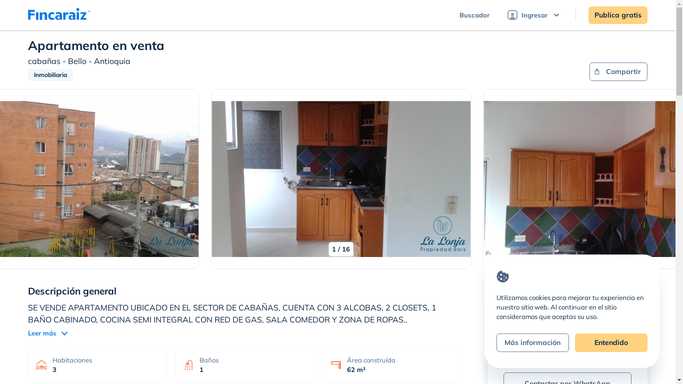 Fincaraiz
Buscador
Ingresar
Publica gratis
Apartamento en venta
cabañas - Bello - Antioquia
Inmobiliaria
Compartir
La Lonja
La Lonja
Propiedad Raíz
1 / 16
Descripción general
SE VENDE APARTAMENTO UBICADO EN EL SECTOR DE CABAÑAS, CUENTA CON 3 ALCOBAS, 2 CLOSETS, 1
BAÑO CABINADO, COCINA SEMI INTEGRAL CON RED DE GAS, SALA COMEDOR Y ZONA DE ROPAS..
Leer más
Habitaciones
3
Baños
1
Área construída
62 m²
Utilizamos cookies para mejorar tu experiencia en
nuestro sitio web. Al continuar en el sitio
consideramos que aceptas su uso.
Más información
Entendido
Contactar por WhatsApp